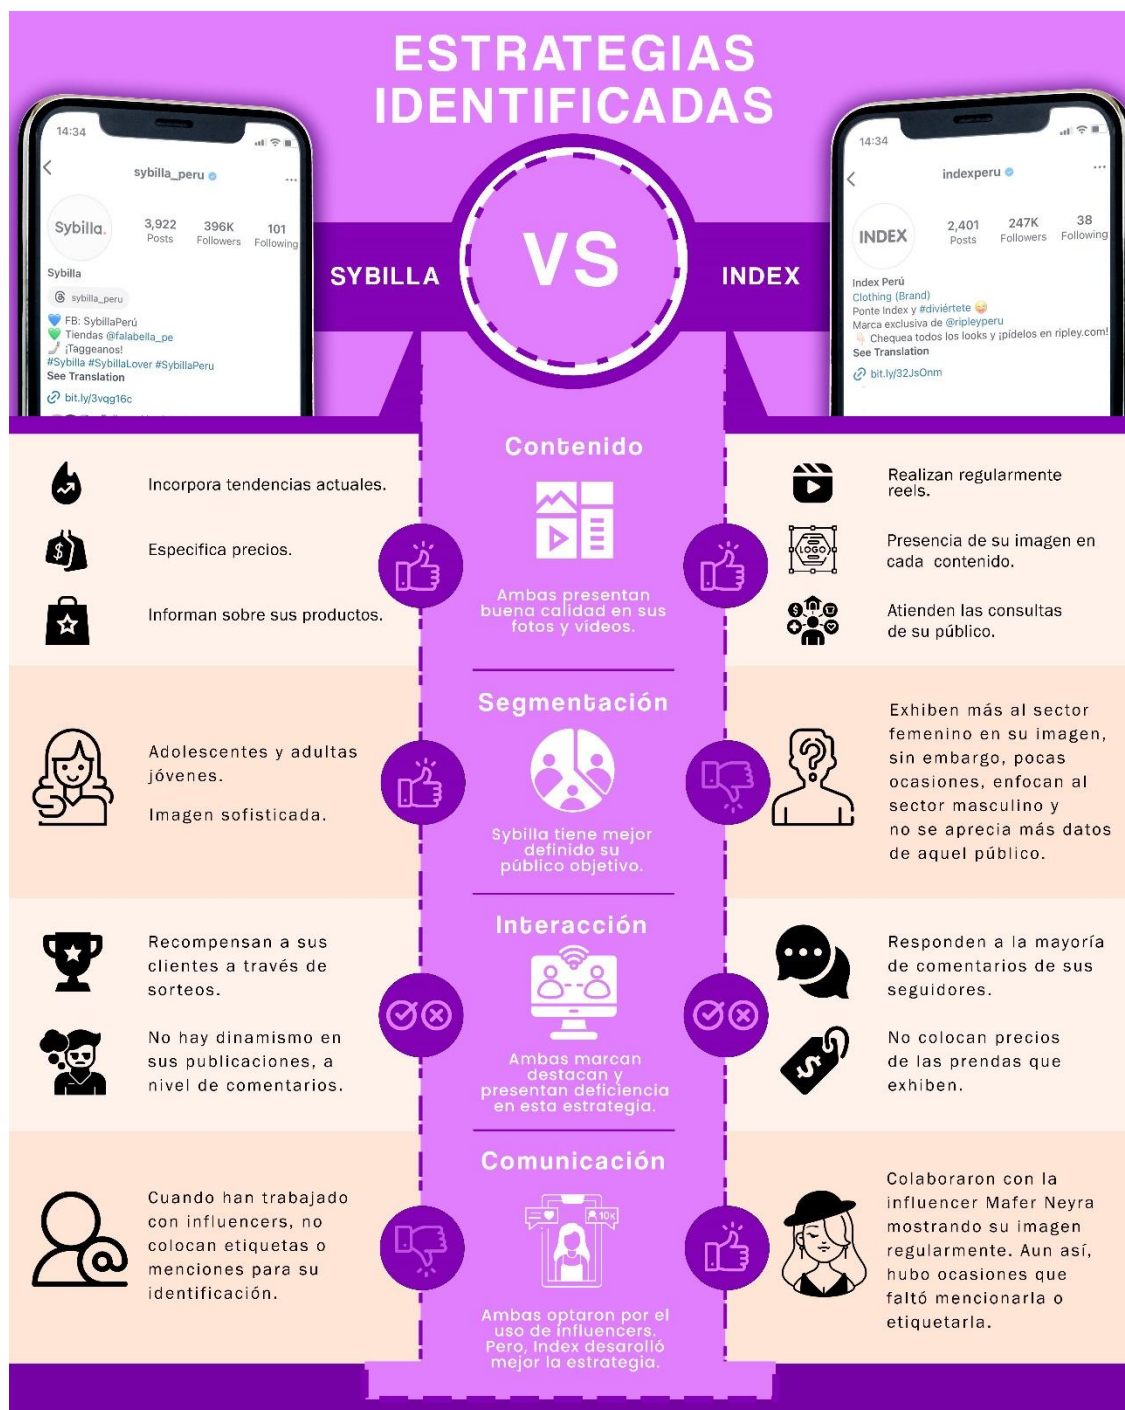 ESTRATEGIAS
IDENTIFICADAS
14:34
sybilla_peru
Sybilla.
3,922
396K
101
Posts
Followers
Following
Sybilla
sybilla_peru
FB: SybillaPerú
Tiendas @falabella_pe
¡Taggeanos!
#Sybilla #SybillaLover #SybillaPeru
See Translation
bit.ly/3vqg16c
SYBILLA
VS
INDEX
14:34
indexperu
INDEX
2,401
247K
38
Posts
Followers
Following
Index Perú
Clothing (Brand)
Ponte Index y #diviértete
Marca exclusiva de @ripleyperu
Chequea todos los looks y ¡pídelos en ripley.com!
See Translation
bit.ly/32JsOnm
Contenido
Incorpora tendencias actuales.
Especifica precios.
$
Informan sobre sus productos.
Ambas presentan
buena calidad en sus
fotos y vídeos.
Realizan regularmente
reels.
LOGO
Presencia de su imagen en
cada contenido.
Atienden las consultas
de su público.
Segmentación
Adolescentes y adultas
jóvenes.
Imagen sofisticada.
Sybilla tiene mejor
definido su
público objetivo.
?
Exhiben más al sector
femenino en su imagen,
sin embargo, pocas
ocasiones, enfocan al
sector masculino y
no se aprecia más datos
de aquel público.
Interacción
Recompensan a sus
clientes a través de
sorteos.
No hay dinamismo en
sus publicaciones, a
nivel de comentarios.
Ambas marcan
destacan y
presentan deficiencia
en esta estrategia.
Responden a la mayoría
de comentarios de sus
seguidores.
$
No colocan precios
de las prendas que
exhiben.
Comunicación
@
Cuando han trabajado
con influencers, no
colocan etiquetas o
menciones para su
identificación.
10K
Ambas optaron por el
uso de influencers.
Pero, Index desarolló
mejor la estrategia.
Colaboraron con la
influencer Mafer Neyra
mostrando su imagen
regularmente. Aun así,
hubo ocasiones que
faltó mencionarla o
etiquetarla.